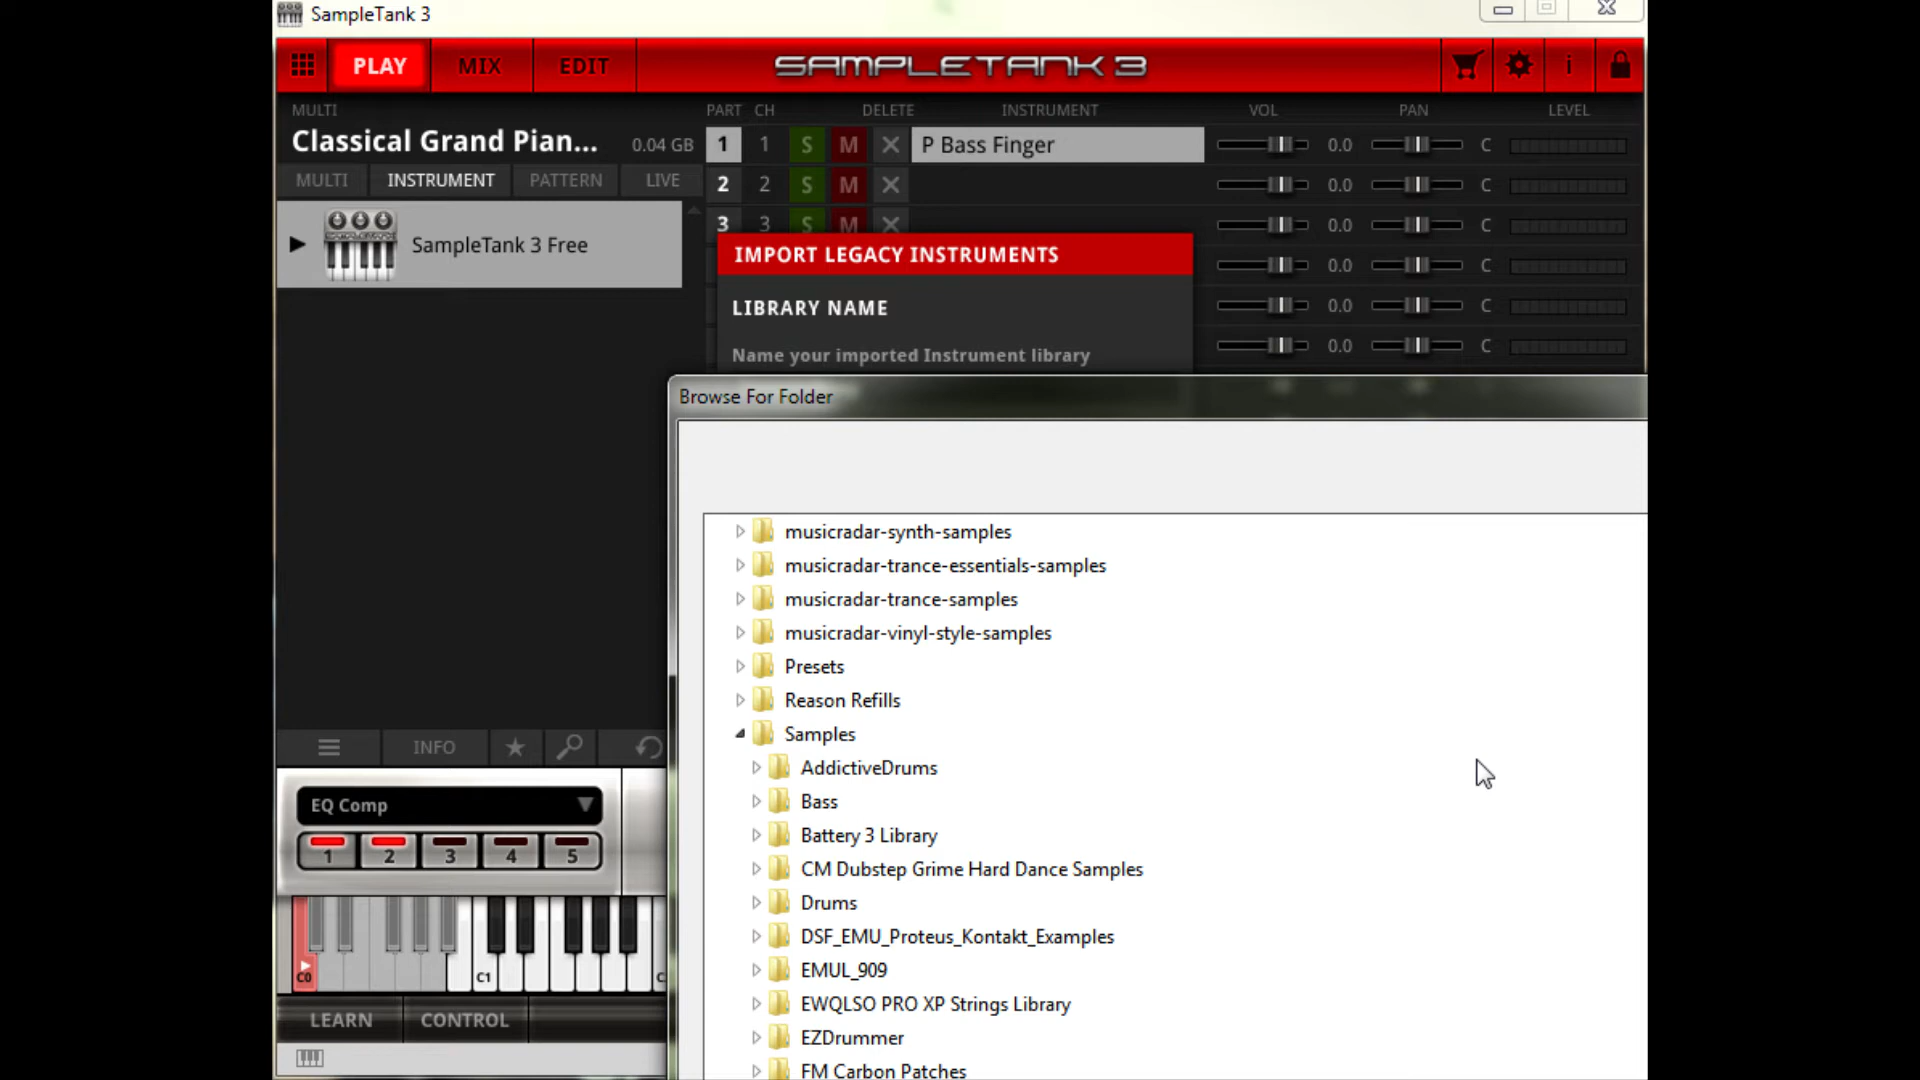 SampleTank 3
PLAY MIX EDIT SAMPLETANK 3 i
MULTI PART CH DELETE INSTRUMENT VOL PAN LEVEL
Classical Grand Pian... 0.04 GB 1 1 S M X P Bass Finger 0.0 C
MULTI INSTRUMENT PATTERN LIVE 2 2 S M X 0.0 C
3 3 S M X 0.0 C
SampleTank 3 Free
IMPORT LEGACY INSTRUMENTS 0.0 C
LIBRARY NAME 0.0 C
Name your imported Instrument library 0.0 C
Browse For Folder
musicradar-synth-samples
musicradar-trance-essentials-samples
musicradar-trance-samples
musicradar-vinyl-style-samples
Presets
Reason Refills
Samples
AddictiveDrums
Bass
Battery 3 Library
CM Dubstep Grime Hard Dance Samples
Drums
DSF_EMU_Proteus_Kontakt_Examples
EMUL_909
EWQLSO PRO XP Strings Library
EZDrummer
FM Carbon Patches
INFO
EQ Comp
1 2 3 4 5
C0 C1 C
LEARN CONTROL